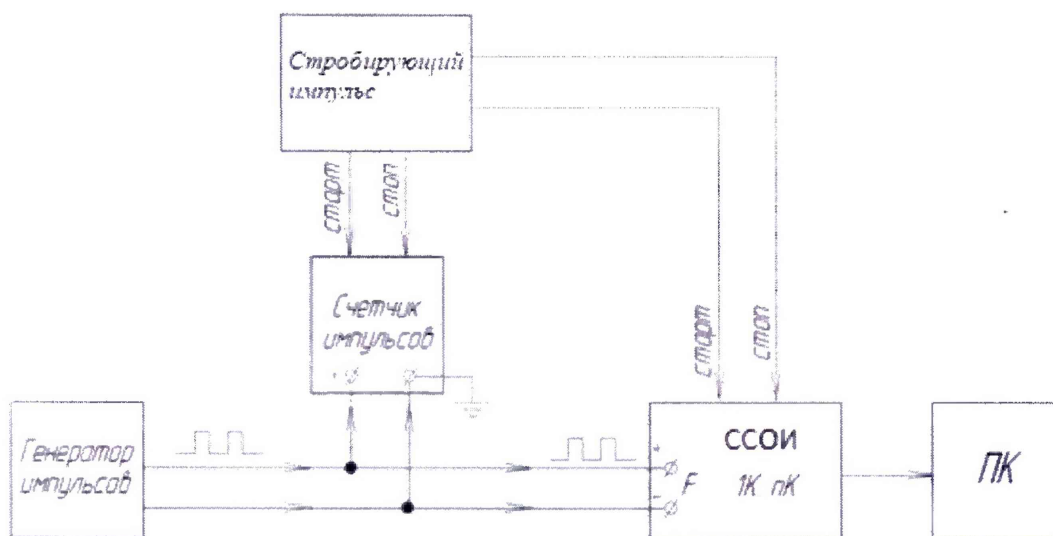 Стробирующий
импульс
старт
стоп
старт
стоп
Счетчик
импульсов
+
Генератор
импульсов
ССОИ
+
F
1К пК
-
ПК